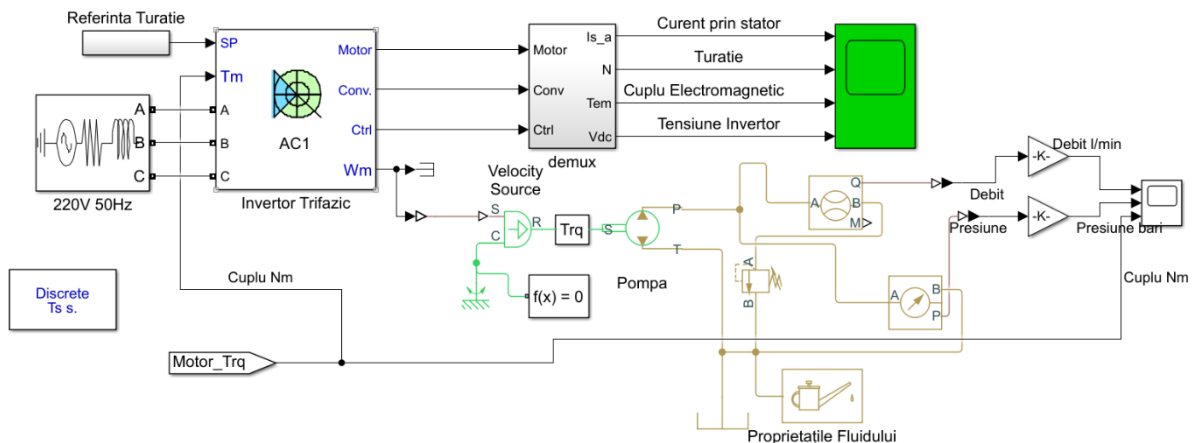 Referinta Turatie
SP
Tm
A
B
C
Motor
Conv.
Ctrl
Wm
AC1
Invertor Trifazic
A
B
C
220V 50Hz
Motor
Conv
Ctrl
Is_a
N
Tem
Vdc
demux
Curent prin stator
Turatie
Cuplu Electromagnetic
Tensiune Invertor
Velocity
Source
S
C
R
Trq
S
P
T
Pompa
f(x) = 0
A
Q
B
M
A
B
A
B
P
Debit
Presiune
-K-
-K-
Debit l/min
Presiune bari
Cuplu Nm
Cuplu Nm
Discrete
Ts s.
Motor_Trq
Proprietațile Fluidului